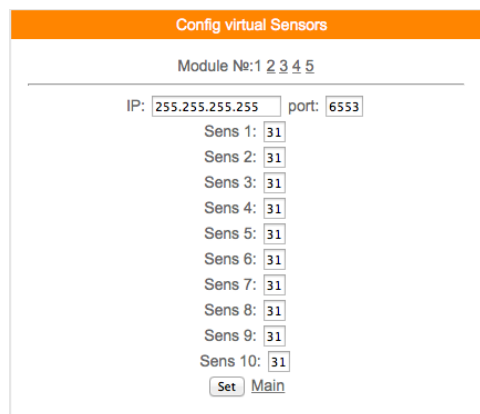 Config virtual Sensors
Module №:1 2 3 4 5
IP: 255.255.255.255 port: 6553
Sens 1: 31
Sens 2: 31
Sens 3: 31
Sens 4: 31
Sens 5: 31
Sens 6: 31
Sens 7: 31
Sens 8: 31
Sens 9: 31
Sens 10: 31
Set Main